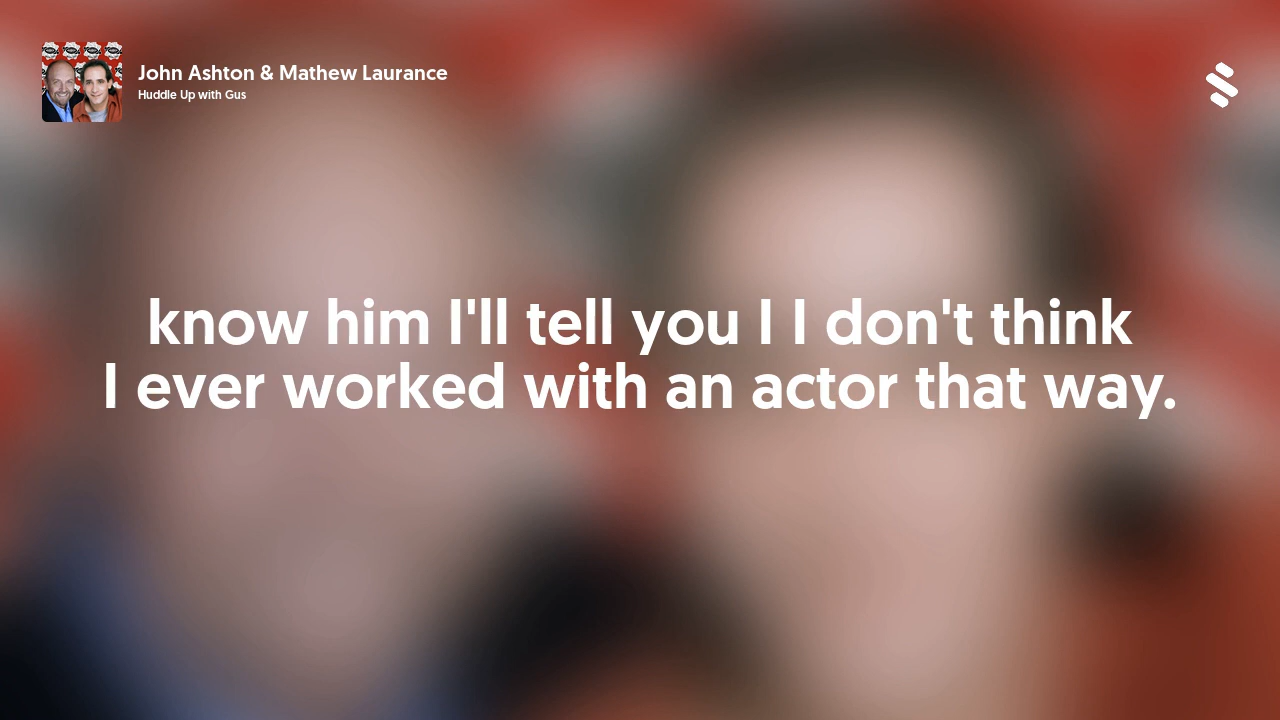 John Ashton & Mathew Laurance
Huddle Up with Gus
know him I'll tell you I I don't think
I ever worked with an actor that way.